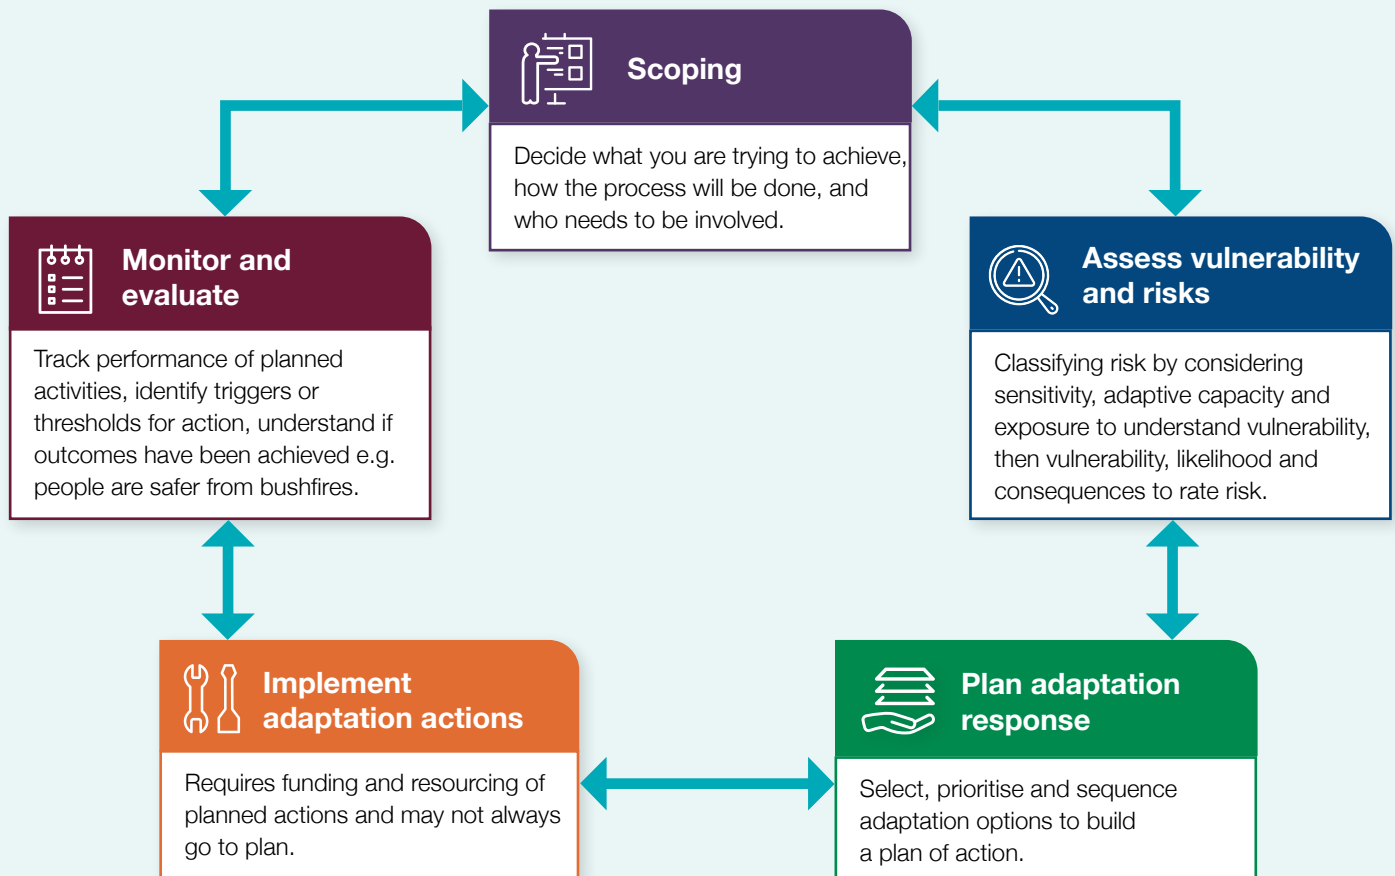 Scoping
Decide what you are trying to achieve,
how the process will be done, and
who needs to be involved.
Assess vulnerability
and risks
Classifying risk by considering
sensitivity, adaptive capacity and
exposure to understand vulnerability,
then vulnerability, likelihood and
consequences to rate risk.
Plan adaptation
response
Select, prioritise and sequence
adaptation options to build
a plan of action.
Implement
adaptation actions
Requires funding and resourcing of
planned actions and may not always
go to plan.
Monitor and
evaluate
Track performance of planned
activities, identify triggers or
thresholds for action, understand if
outcomes have been achieved e.g.
people are safer from bushfires.